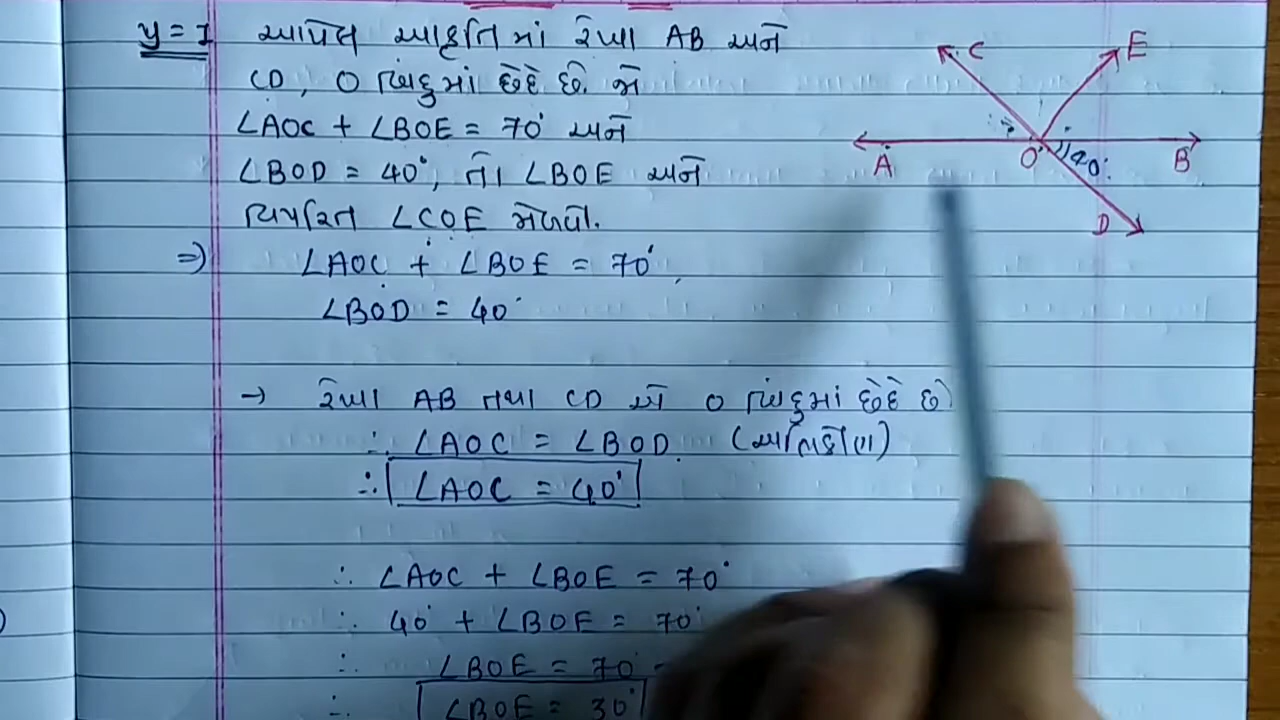 y=1 આપેલ આકૃતિમાં રેખા AB અને
CD, O બિંદુમાં છેદે છે. જો
∠AOC + ∠BOE = 70° અને
∠BOD = 40°, તો ∠BOE અને
વિપરિત ∠COE મેળવો.
⇒ ∠AOC + ∠BOE = 70°,
∠BOD = 40°
→ રેખા AB તથા CD એ O બિંદુમાં છેદે છે
∴ ∠AOC = ∠BOD. (અભિકોણ)
∴ ∠AOC = 40°
∴ ∠AOC + ∠BOE = 70°
∴ 40° + ∠BOE = 70°
∴ ∠BOE = 70° -
∴ ∠BOE = 30°
C
E
A
O
40°
B
D